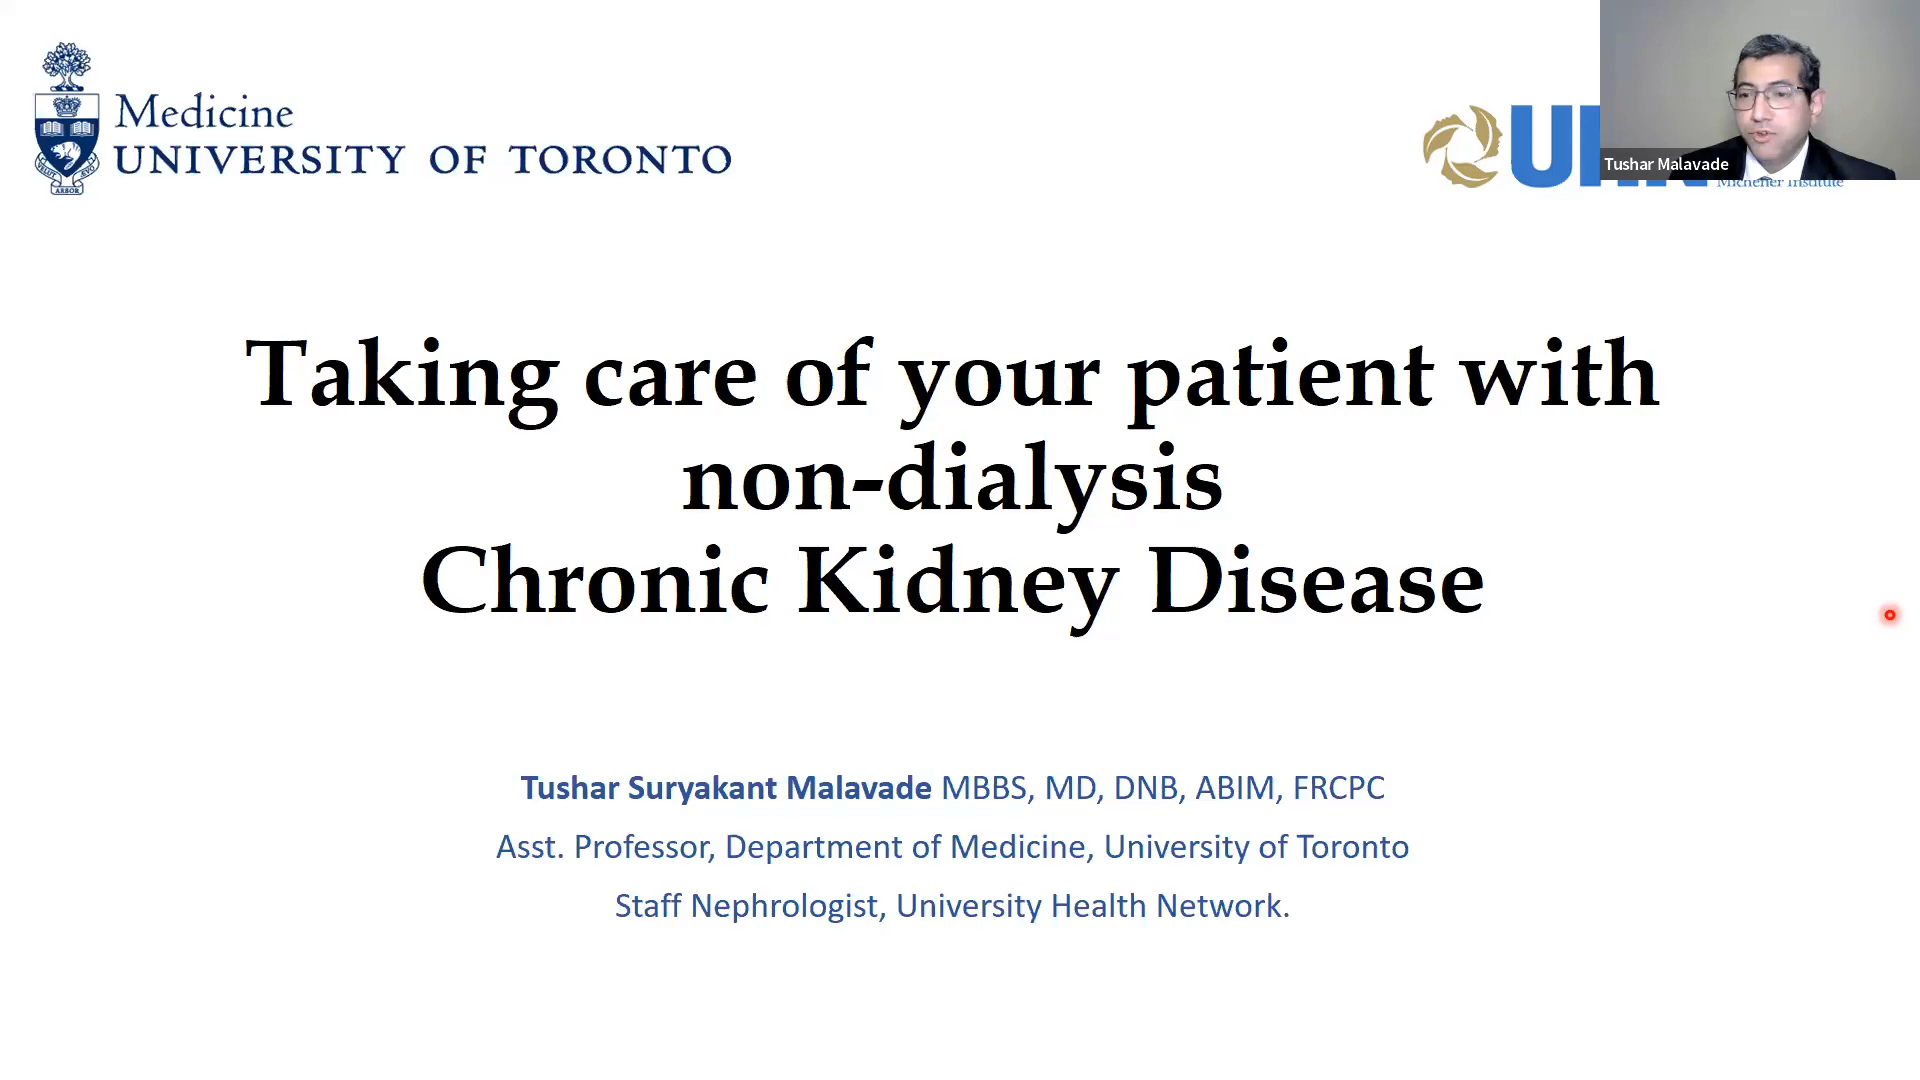 Medicine
UNIVERSITY OF TORONTO
Tushar Malavade
Michener Institute
Taking care of your patient with
non-dialysis
Chronic Kidney Disease
Tushar Suryakant Malavade MBBS, MD, DNB, ABIM, FRCPC
Asst. Professor, Department of Medicine, University of Toronto
Staff Nephrologist, University Health Network.